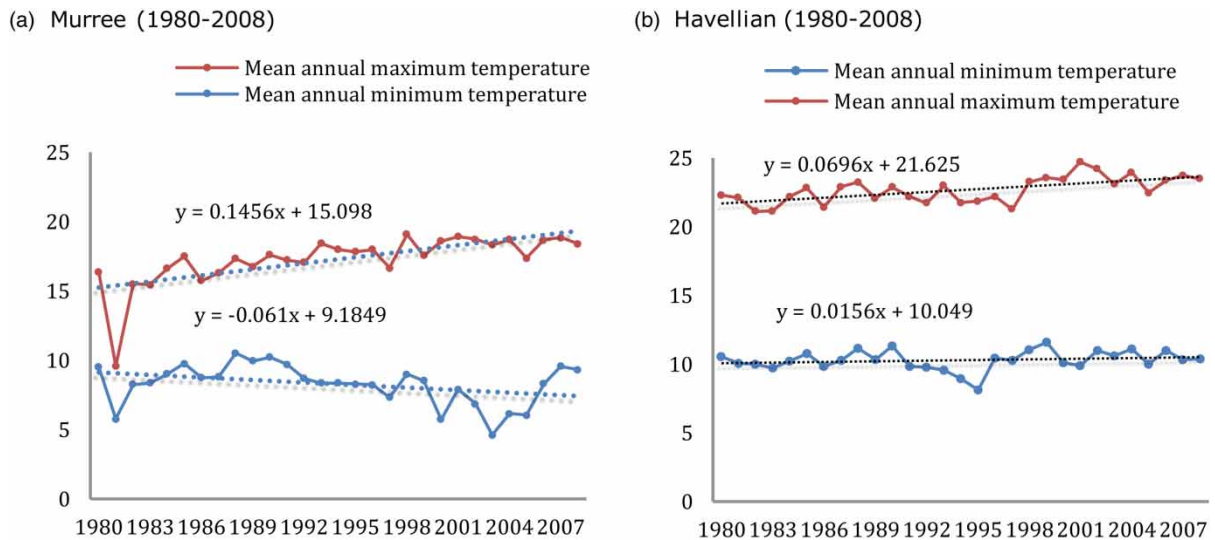 (a) Murree (1980-2008)
Mean annual maximum temperature
Mean annual minimum temperature
25
20
15
10
5
0
y = 0.1456x + 15.098
y = -0.061x + 9.1849
1980 1983 1986 1989 1992 1995 1998 2001 2004 2007
(b) Havellian (1980-2008)
Mean annual minimum temperature
Mean annual maximum temperature
25
20
15
10
5
0
y = 0.0696x + 21.625
y = 0.0156x + 10.049
1980 1983 1986 1989 1992 1995 1998 2001 2004 2007